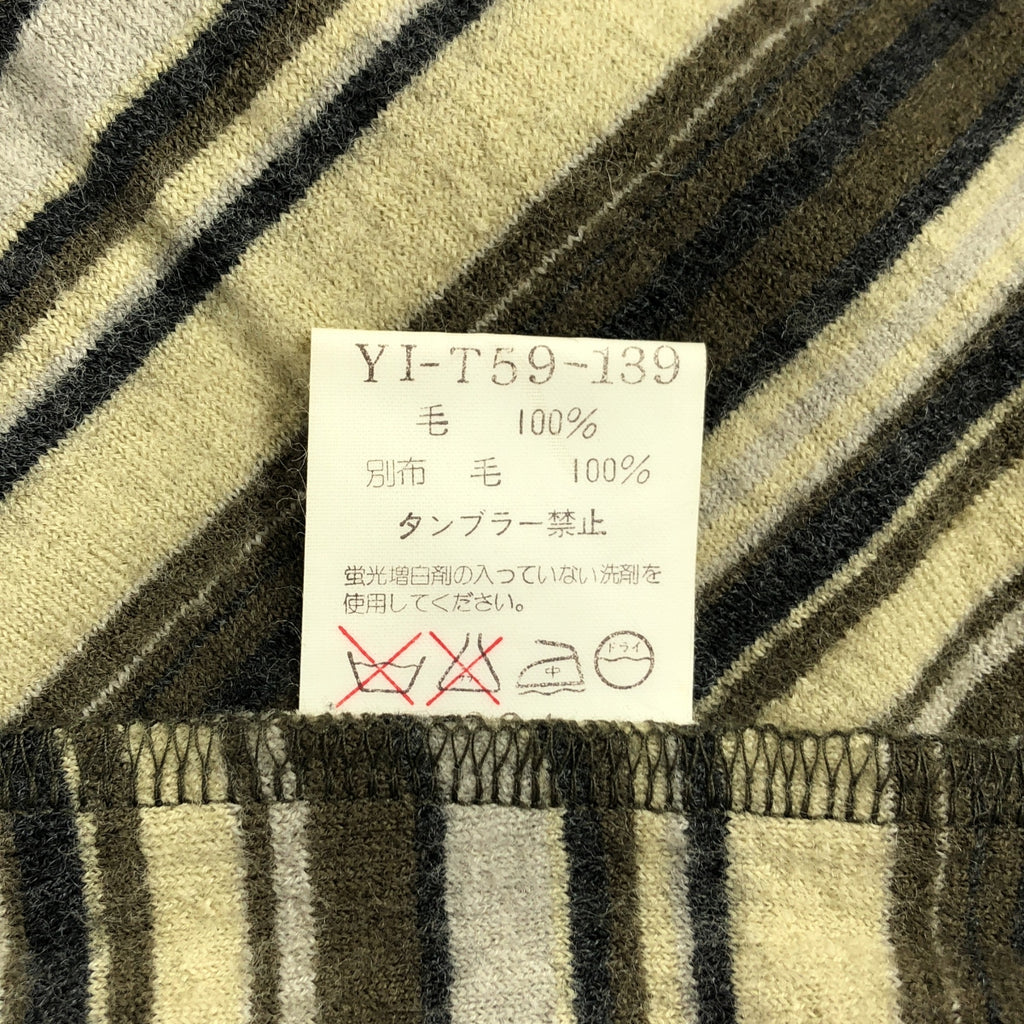 YI-T59-139
毛 100%
別布 毛 100%
タンブラー禁止
蛍光増白剤の入っていない洗剤を
使用してください。
中 ドライ